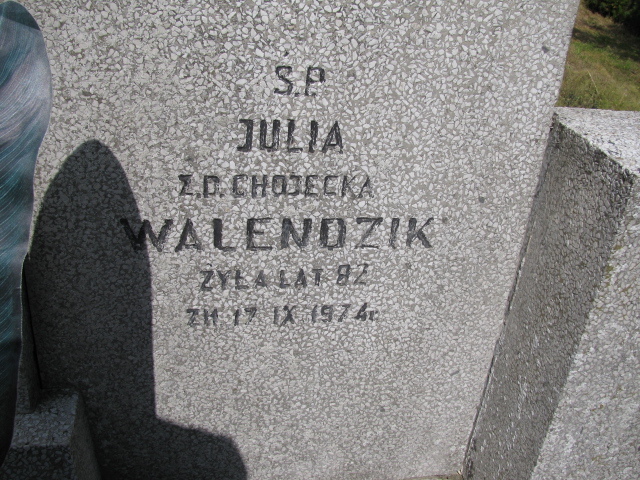 Ś.P.
JULIA
Z.D. CHOJECKA
WALENDZIK
ŻYŁA LAT 82
ZM 17 IX 1974r.